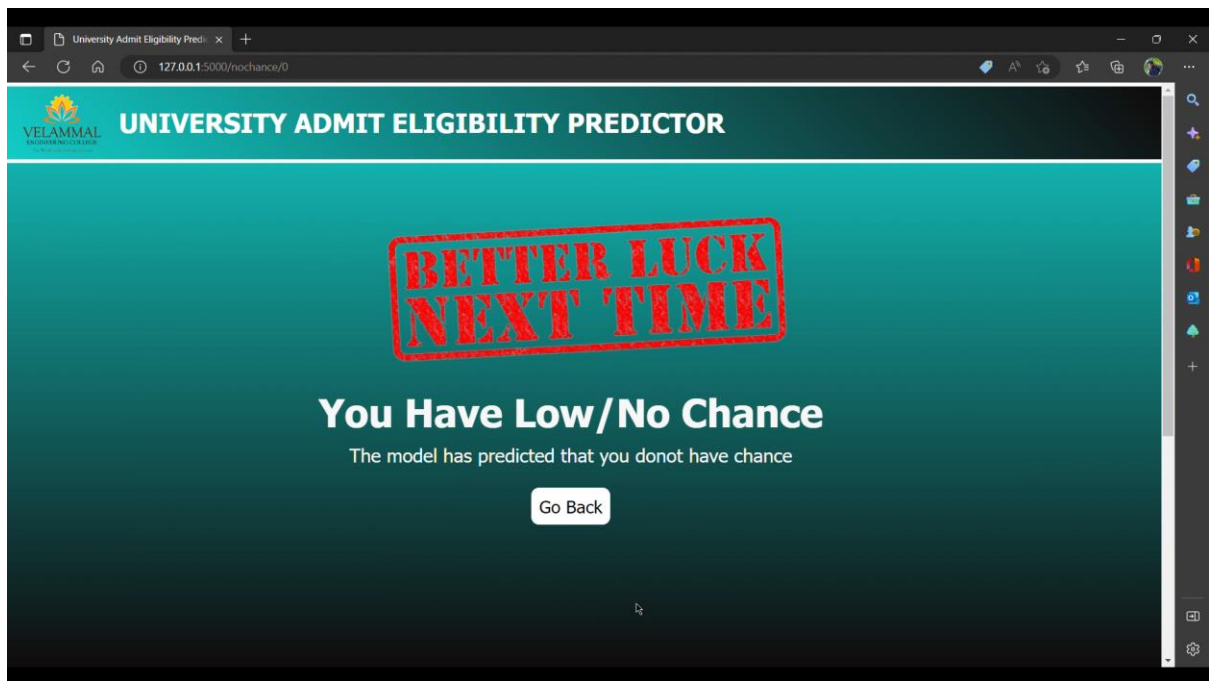 University Admit Eligibility Predic
127.0.0.1:5000/nochance/0
VELAMMAL
ENGINEERING COLLEGE
UNIVERSITY ADMIT ELIGIBILITY PREDICTOR
BETTER LUCK
NEXT TIME
You Have Low/No Chance
The model has predicted that you donot have chance
Go Back